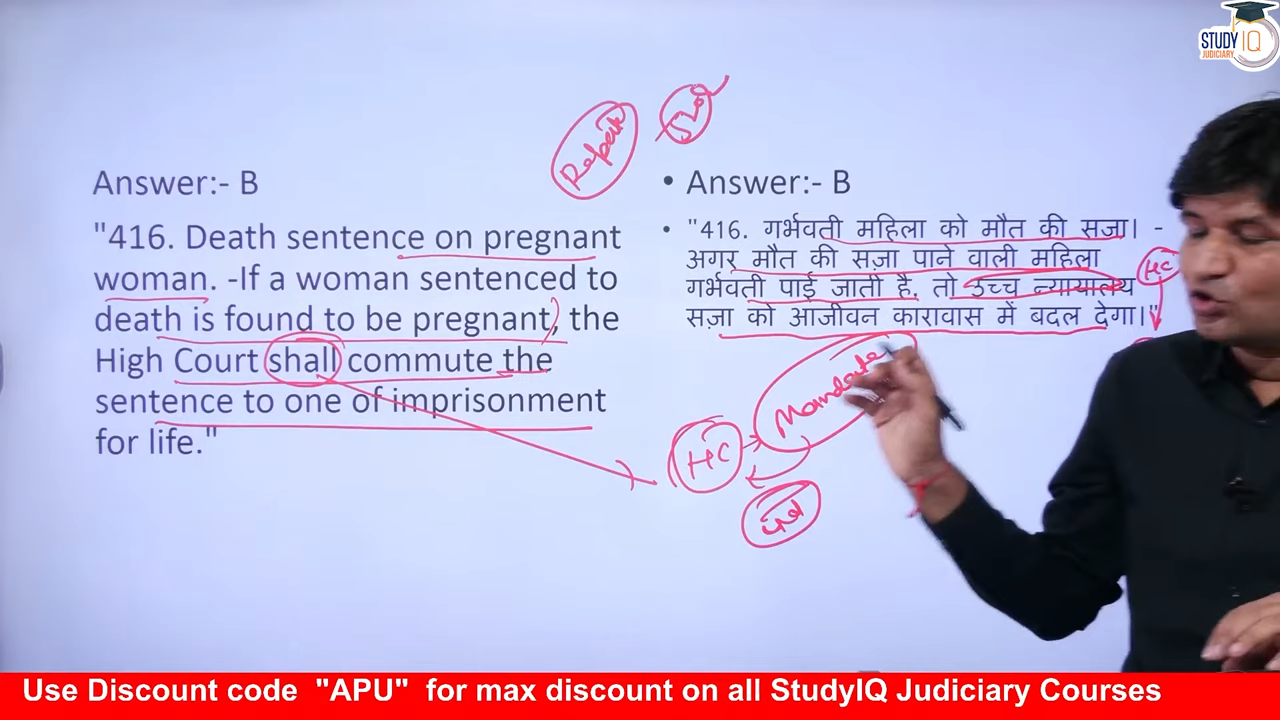 STUDY IQ
JUDICIARY
Repeat
Answer:- B
"416. Death sentence on pregnant
woman. -If a woman sentenced to
death is found to be pregnant, the
High Court shall commute the
sentence to one of imprisonment
for life."
• Answer:- B
• "416. गर्भवती महिला को मौत की सजा। -
अगर मौत की सज़ा पाने वाली महिला
गर्भवती पाई जाती है, तो उच्च न्यायालय
सज़ा को आजीवन कारावास में बदल देगा।"
HC
Mandate
HC
Use Discount code "APU" for max discount on all StudyIQ Judiciary Courses